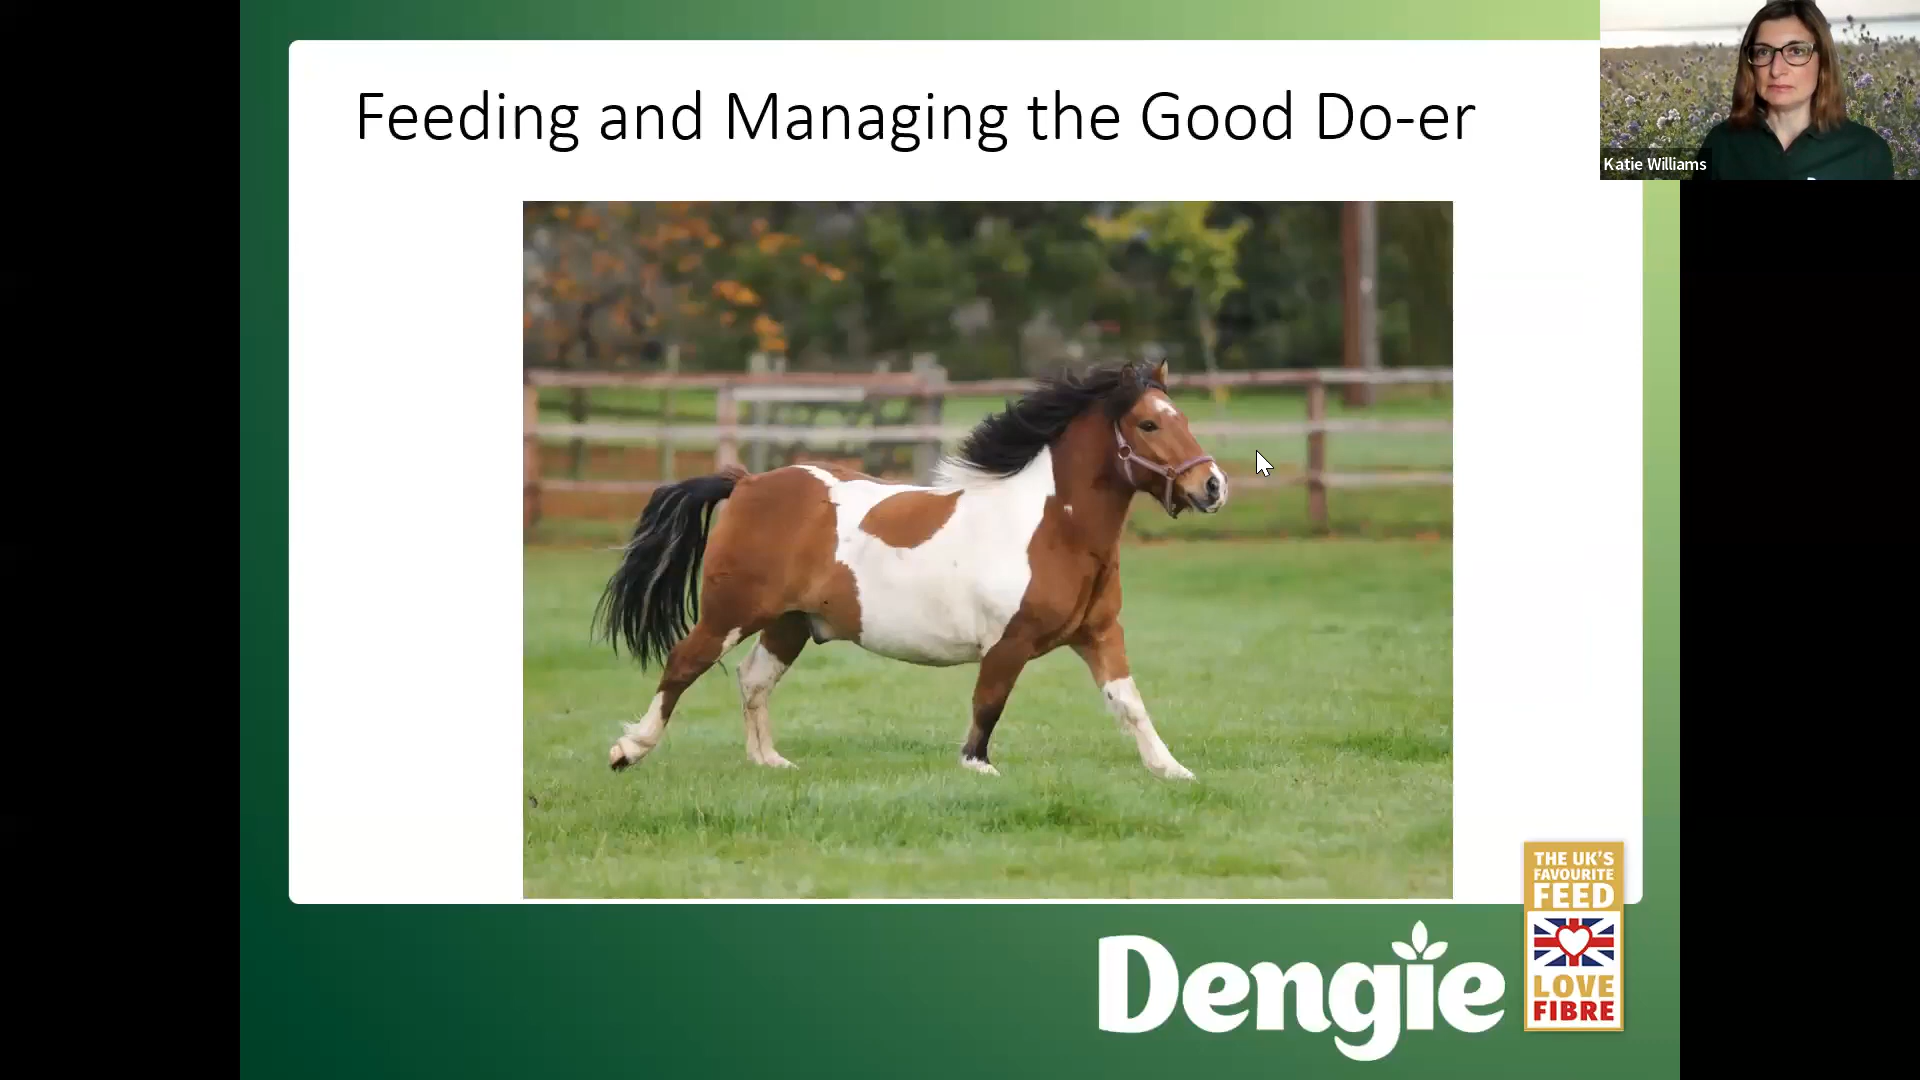 Feeding and Managing the Good Do-er
Katie Williams
THE UK'S
FAVOURITE
FEED
LOVE
FIBRE
Dengie